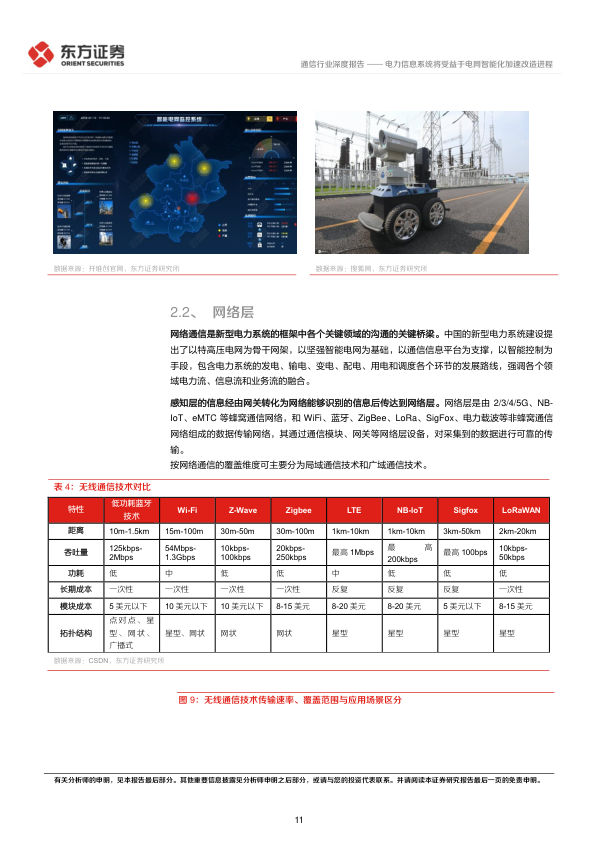 东方证券
ORIENT SECURITIES
通信行业深度报告 —— 电力信息系统将受益于电网智能化加速改造进程
智能电网监控系统
数据来源：开维创官网，东方证券研究所
数据来源：搜狐网，东方证券研究所
2.2、 网络层
网络通信是新型电力系统的框架中各个关键领域的沟通的关键桥梁。中国的新型电力系统建设提
出了以特高压电网为骨干网架，以坚强智能电网为基础，以通信信息平台为支撑，以智能控制为
手段，包含电力系统的发电、输电、变电、配电、用电和调度各个环节的发展路线，强调各个领
域电力流、信息流和业务流的融合。
感知层的信息经由网关转化为网络能够识别的信息后传达到网络层。网络层是由 2/3/4/5G、NB-
IoT、eMTC 等蜂窝通信网络，和 WiFi、蓝牙、ZigBee、LoRa、SigFox、电力载波等非蜂窝通信
网络组成的数据传输网络，其通过通信模块、网关等网络层设备，对采集到的数据进行可靠的传
输。
按网络通信的覆盖维度可主要分为局域通信技术和广域通信技术。
表 4：无线通信技术对比
特性 低功耗蓝牙技术 Wi-Fi Z-Wave Zigbee LTE NB-IoT Sigfox LoRaWAN
距离 10m-1.5km 15m-100m 30m-50m 30m-100m 1km-10km 1km-10km 3km-50km 2km-20km
吞吐量 125kbps-2Mbps 54Mbps-1.3Gbps 10kbps-100kbps 20kbps-250kbps 最高 1Mbps 最高 200kbps 最高 100bps 10kbps-50kbps
功耗 低 中 低 低 中 低 低 低
长期成本 一次性 一次性 一次性 一次性 反复 反复 反复 一次性
模块成本 5 美元以下 10 美元以下 10 美元以下 8-15 美元 8-20 美元 8-20 美元 5 美元以下 8-15 美元
拓扑结构 点对点、星型、网状、广播式 星型、网状 网状 网状 星型 星型 星型 星型
数据来源：CSDN，东方证券研究所
图 9：无线通信技术传输速率、覆盖范围与应用场景区分
有关分析师的申明，见本报告最后部分。其他重要信息披露见分析师申明之后部分，或请与您的投资代表联系。并请阅读本证券研究报告最后一页的免责申明。
11